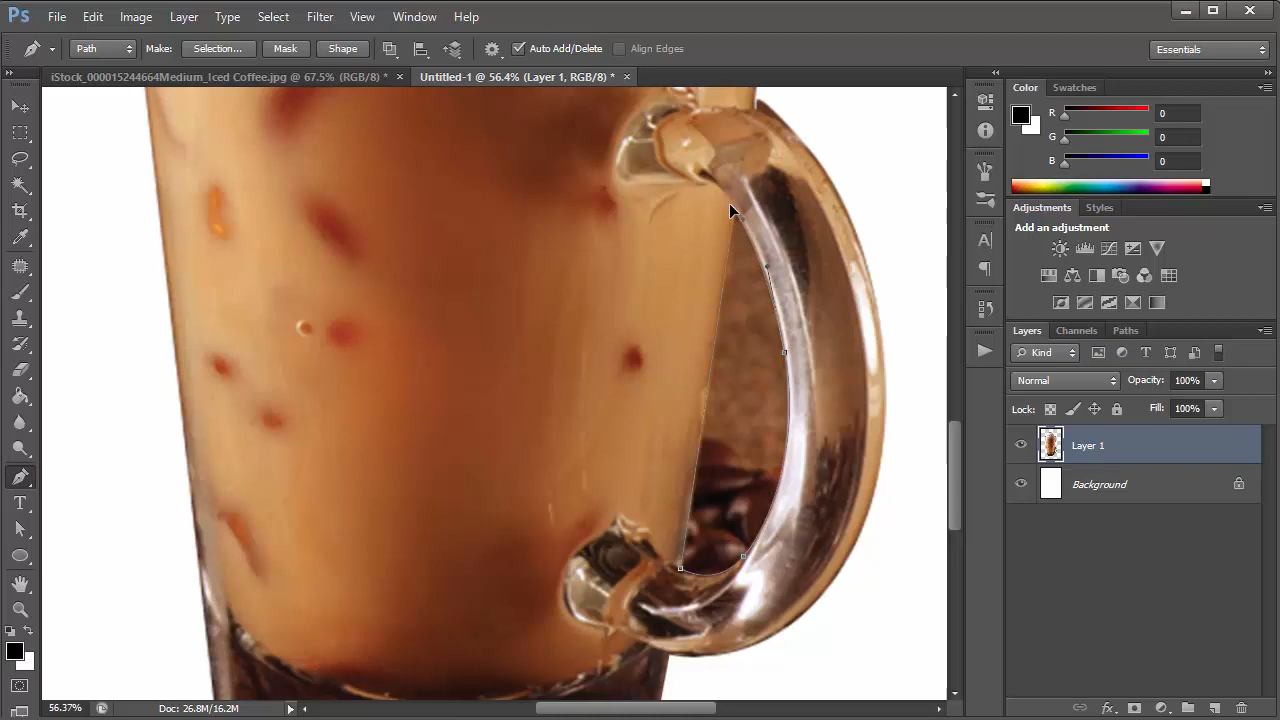 Ps File Edit Image Layer Type Select Filter View Window Help
Path Make: Selection... Mask Shape Auto Add/Delete Align Edges Essentials
iStock_000015244664Medium_Iced Coffee.jpg @ 67.5% (RGB/8) * × Untitled-1 @ 56.4% (Layer 1, RGB/8) * ×
Color Swatches
R 0
G 0
B 0
Adjustments Styles
Add an adjustment
Layers Channels Paths
Kind
Normal Opacity: 100%
Lock: Fill: 100%
Layer 1
Background
56.37% Doc: 26.8M/16.2M